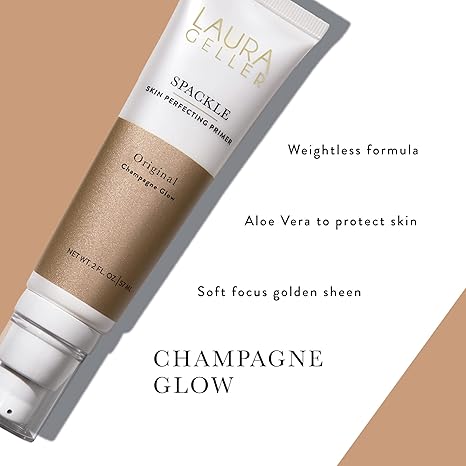 LAURA
GELLER
SPACKLE
SKIN PERFECTING PRIMER
Original
Champagne Glow
NET WT. 2 FL. OZ. | 57 ML
Weightless formula
Aloe Vera to protect skin
Soft focus golden sheen
CHAMPAGNE
GLOW